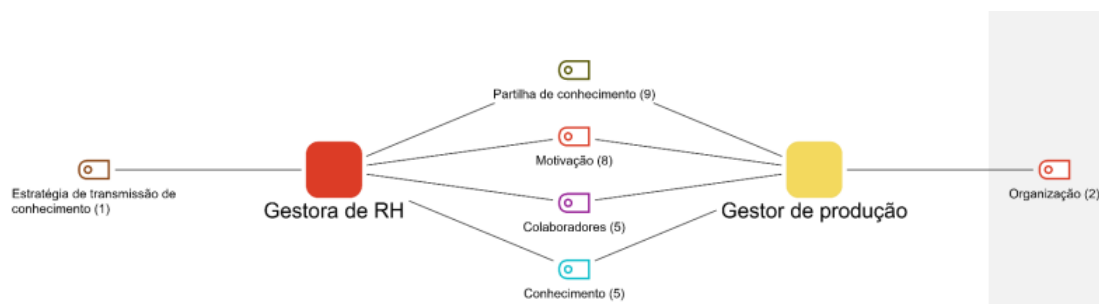 Partilha de conhecimento (9)
Motivação (8)
Estratégia de transmissão de
conhecimento (1)
Gestora de RH
Gestor de produção
Organização (2)
Colaboradores (5)
Conhecimento (5)